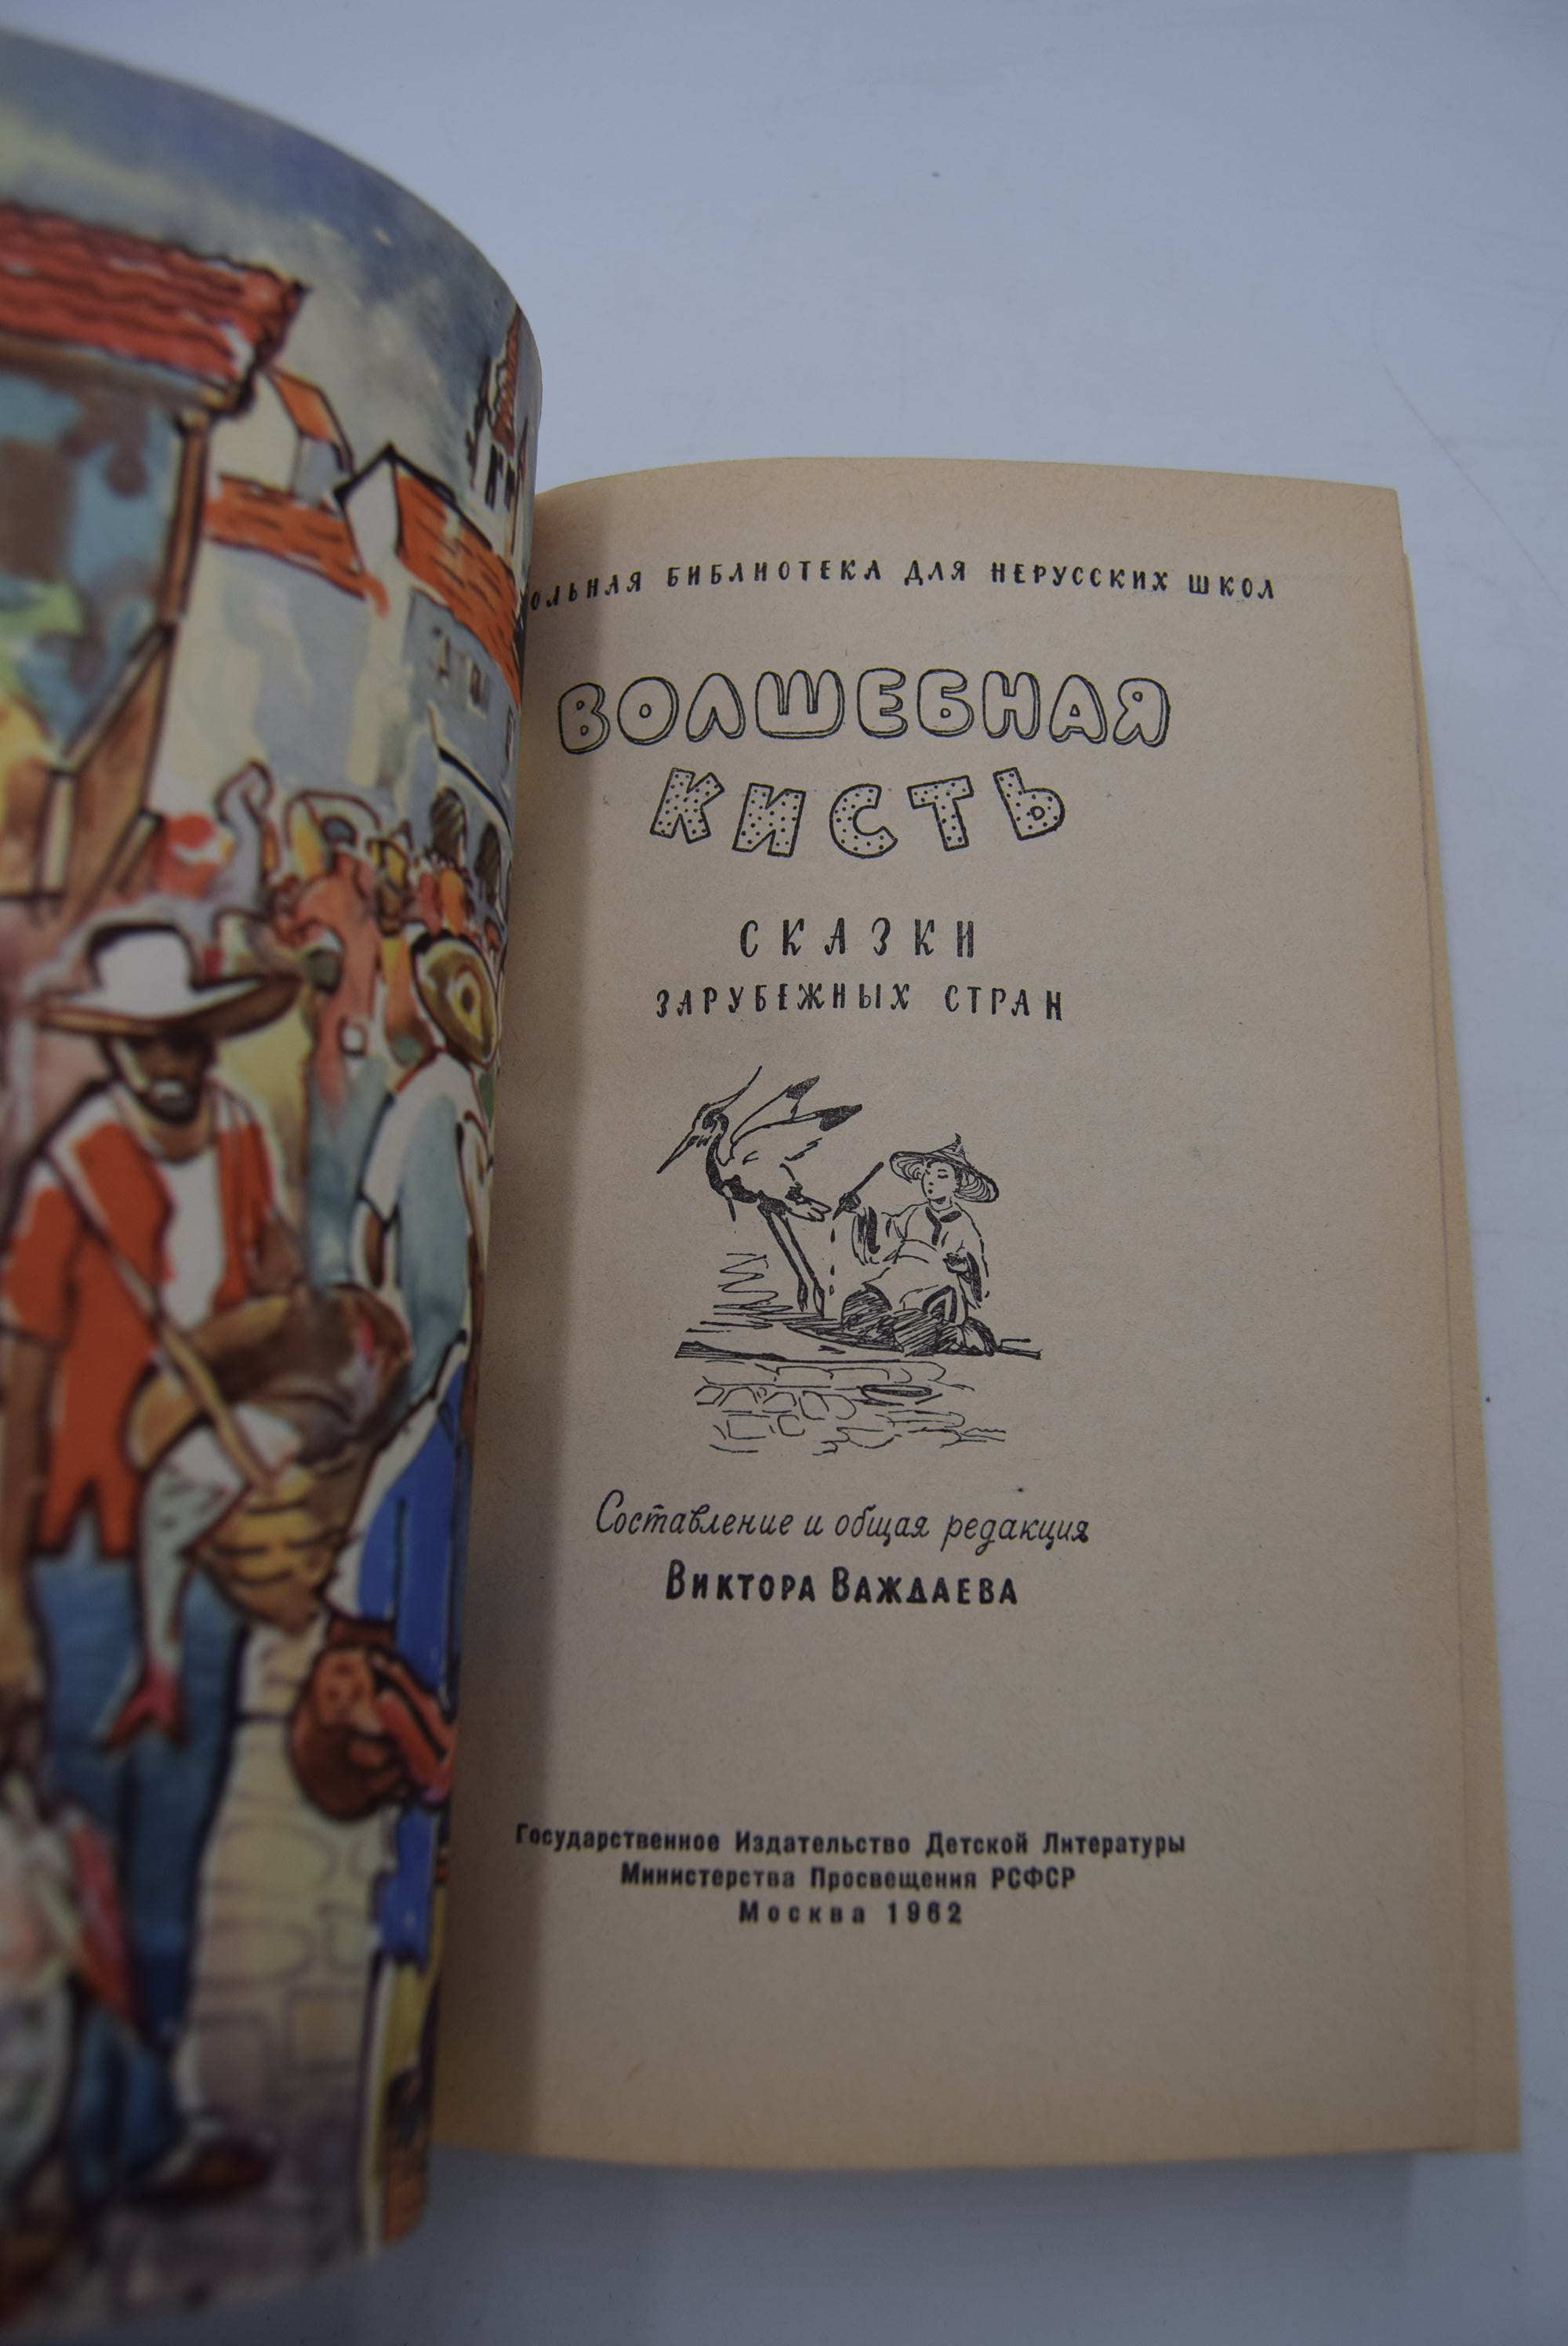 ОЛЬНАЯ БИБЛИОТЕКА ДЛЯ НЕРУССКИХ ШКОЛ
ВОЛШЕБНАЯ
КИСТЬ
СКАЗКИ
ЗАРУБЕЖНЫХ СТРАН
Составление и общая редакция
ВИКТОРА ВАЖДАЕВА
Государственное Издательство Детской Литературы
Министерства Просвещения РСФСР
Москва 1962